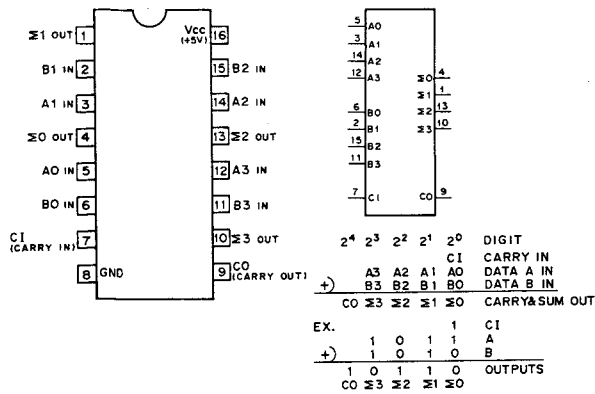 Σ1 OUT 1
Vcc (+5V) 16
B1 IN 2
15 B2 IN
A1 IN 3
14 A2 IN
Σ0 OUT 4
13 Σ2 OUT
A0 IN 5
12 A3 IN
B0 IN 6
11 B3 IN
CI (CARRY IN) 7
10 Σ3 OUT
8 GND
9 CO (CARRY OUT)
5 A0
3 A1
14 A2
12 A3
Σ0 4
Σ1 1
Σ2 13
Σ3 10
6 B0
2 B1
15 B2
11 B3
7 CI
CO 9
2⁴ 2³ 2² 2¹ 2⁰ DIGIT
CI CARRY IN
A3 A2 A1 A0 DATA A IN
+) B3 B2 B1 B0 DATA B IN
CO Σ3 Σ2 Σ1 Σ0 CARRY&SUM OUT
EX. 1 CI
1 0 1 1 A
+) 1 0 1 0 B
1 0 1 1 0 OUTPUTS
CO Σ3 Σ2 Σ1 Σ0